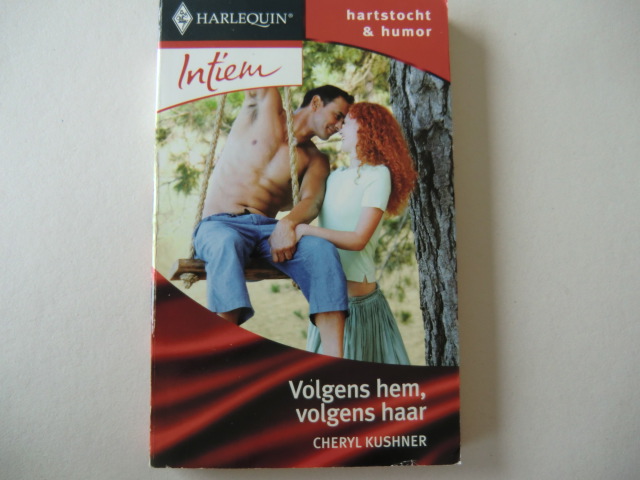 HARLEQUIN®
hartstocht
& humor
Intiem
Volgens hem,
volgens haar
CHERYL KUSHNER